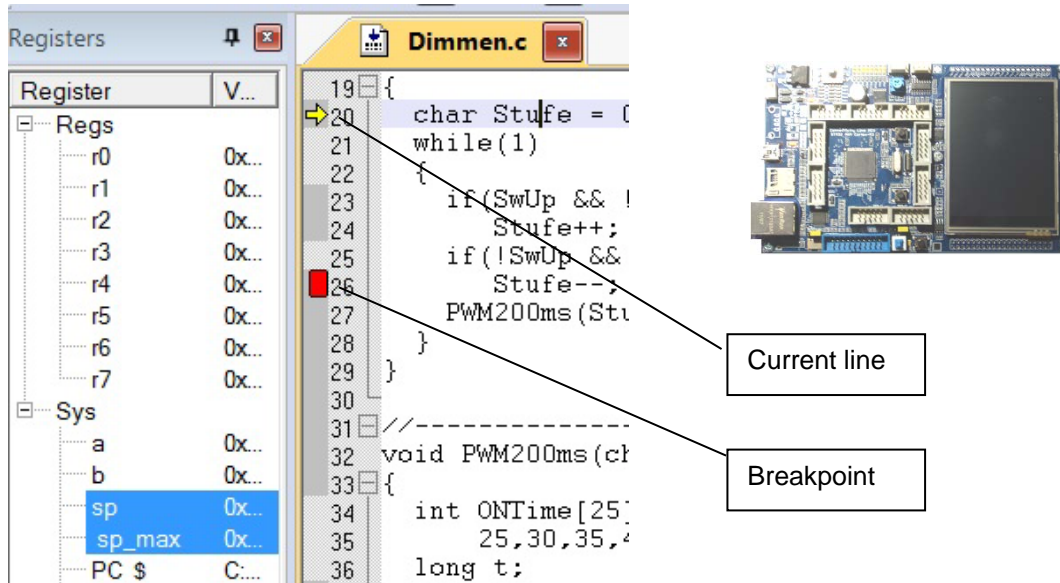 Registers
Register V...
Regs
r0 0x...
r1 0x...
r2 0x...
r3 0x...
r4 0x...
r5 0x...
r6 0x...
r7 0x...
Sys
a 0x...
b 0x...
sp 0x...
sp_max 0x...
PC $ C:...
Dimmen.c
19 {
20 char Stufe = 0
21 while(1)
22 {
23 if(SwUp && !
24 Stufe++;
25 if(!SwUp &&
26 Stufe--;
27 PWM200ms(Stu
28 }
29 }
30
31 //---------------
32 void PWM200ms(ch
33 {
34 int ONTime[25]
35 25,30,35,4
36 long t;
Current line
Breakpoint